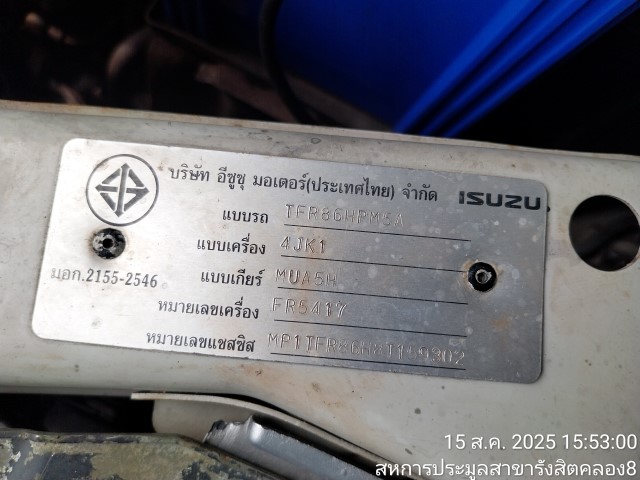 บริษัท อีซูซุ มอเตอร์(ประเทศไทย) จำกัด ISUZU
แบบรถ
แบบเครื่อง 4JK1
มอก.2155-2546
แบบเกียร์ MUA5H
หมายเลขเครื่อง FR5417
หมายเลขแชสซิส
15 ส.ค. 2025 15:53:00
สหการประมูลสาขารังสิตคลอง8